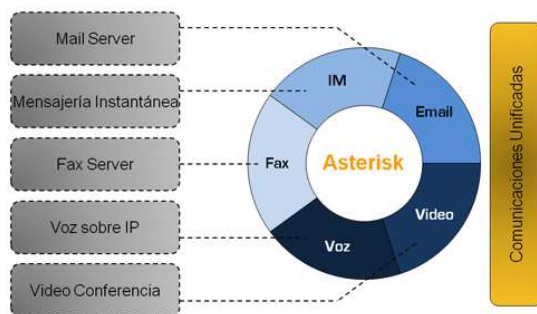 Mail Server
Mensajería Instantánea
Fax Server
Voz sobre IP
Video Conferencia
IM
Email
Fax
Asterisk
Video
Voz
Comunicaciones Unificadas